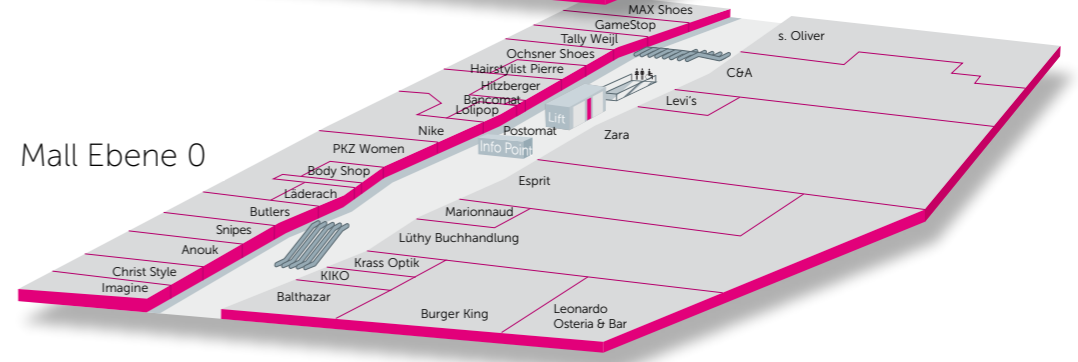 MAX Shoes
GameStop
Tally Weijl
Ochsner Shoes
Hairstylist Pierre
Hitzberger
Bancomat
Lolipop
Nike
PKZ Women
Body Shop
Läderach
Butlers
Snipes
Anouk
Christ Style
Imagine
Mall Ebene 0
Lift
Postomat
Info Point
s. Oliver
C&A
Levi's
Zara
Esprit
Marionnaud
Lüthy Buchhandlung
Krass Optik
KIKO
Balthazar
Burger King
Leonardo
Osteria & Bar